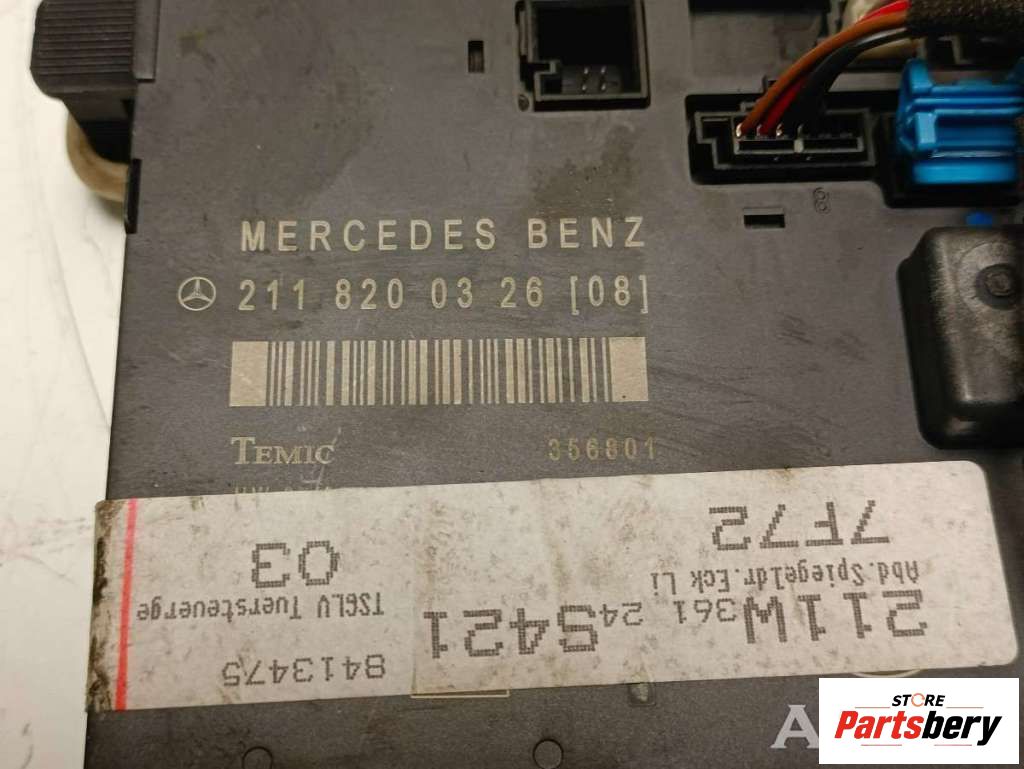 MERCEDES BENZ
211 820 03 26 [08]
TEMIC 356801
8413475
TSGLV Tuersteuerge
03
211W361 24S421
Abd.Spiegeldr.Eck Li
7F72
STORE
Partsbery